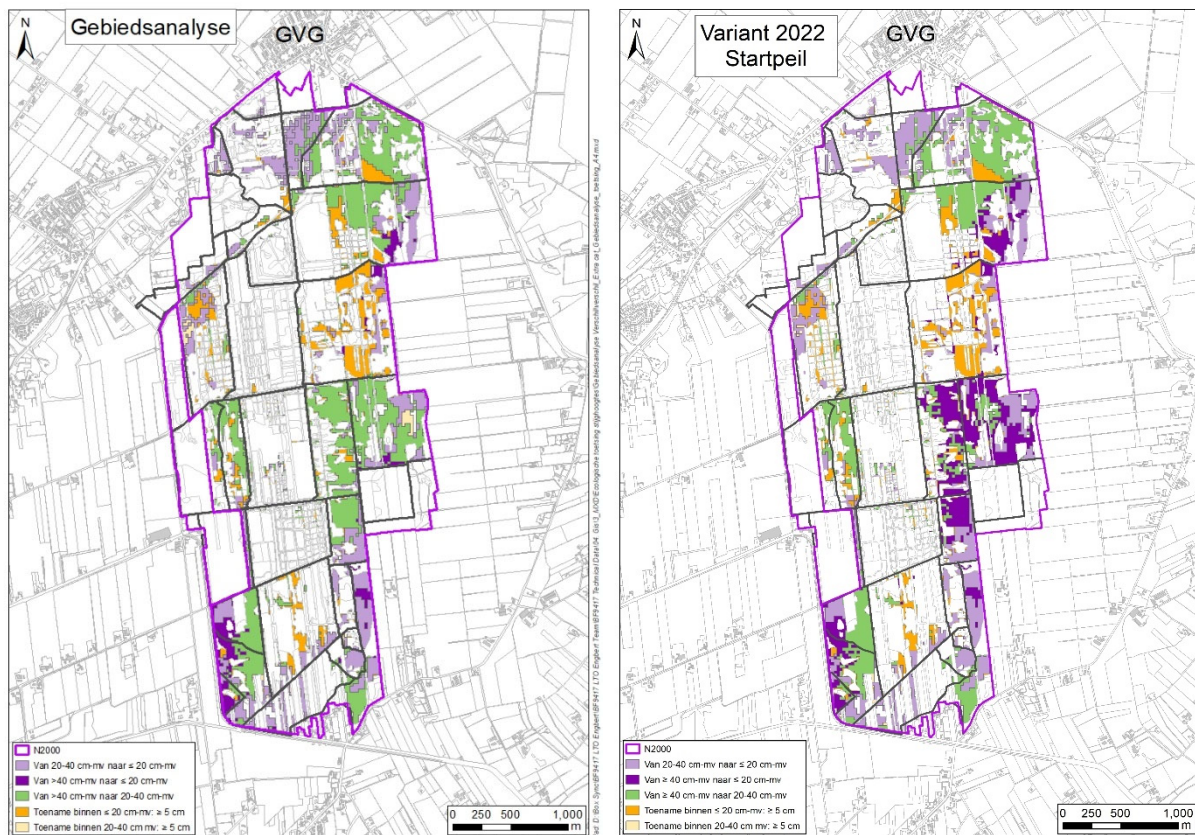 N
Gebiedsanalyse
GVG
N2000
Van 20-40 cm-mv naar ≤ 20 cm-mv
Van >40 cm-mv naar ≤ 20 cm-mv
Van >40 cm-mv naar 20-40 cm-mv
Toename binnen ≤ 20 cm-mv: ≥ 5 cm
Toename binnen 20-40 cm mv: ≥ 5 cm
0 250 500 1,000
m
N
Variant 2022
Startpeil
GVG
N2000
Van 20-40 cm-mv naar ≤ 20 cm-mv
Van ≥ 40 cm-mv naar ≤ 20 cm-mv
Van ≥ 40 cm-mv naar 20-40 cm-mv
Toename binnen ≤ 20 cm-mv: ≥ 5 cm
Toename binnen 20-40 cm mv: ≥ 5 cm
0 250 500 1,000
m